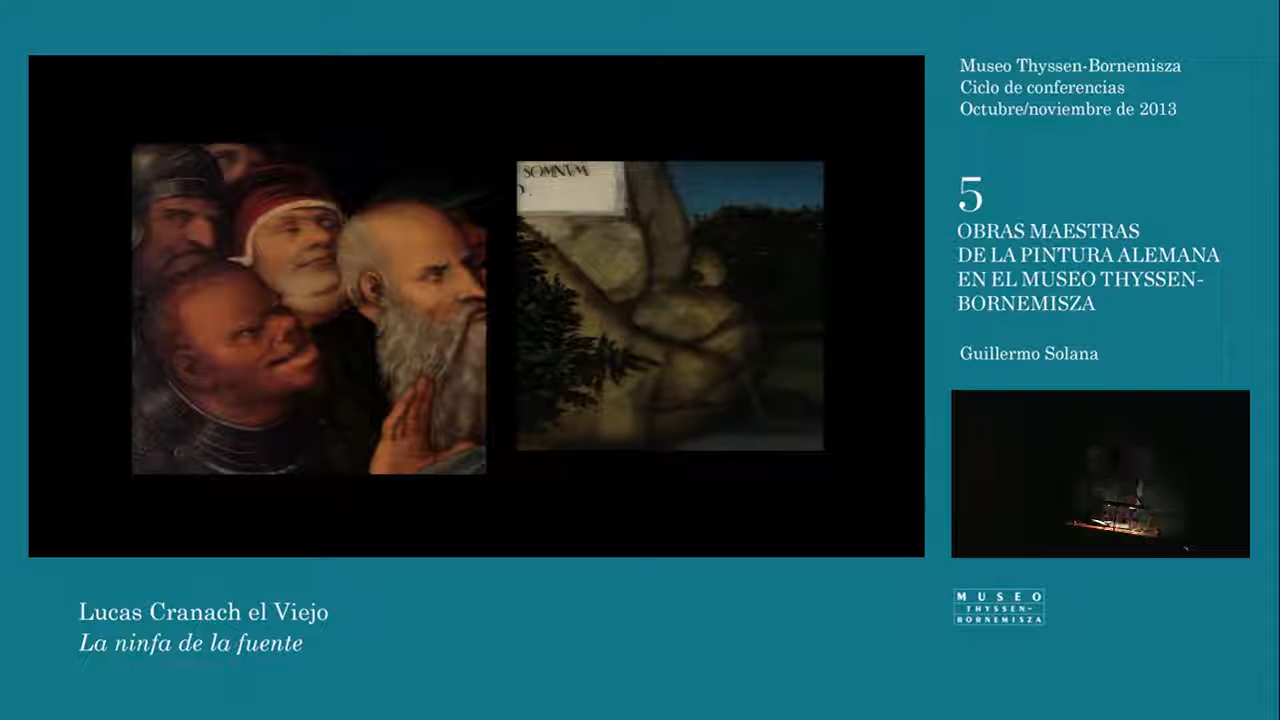 SOMNVM
Museo Thyssen-Bornemisza
Ciclo de conferencias
Octubre/noviembre de 2013
5
OBRAS MAESTRAS
DE LA PINTURA ALEMANA
EN EL MUSEO THYSSEN-
BORNEMISZA
Guillermo Solana
Lucas Cranach el Viejo
La ninfa de la fuente
MUSEO
THYSSEN-
BORNEMISZA